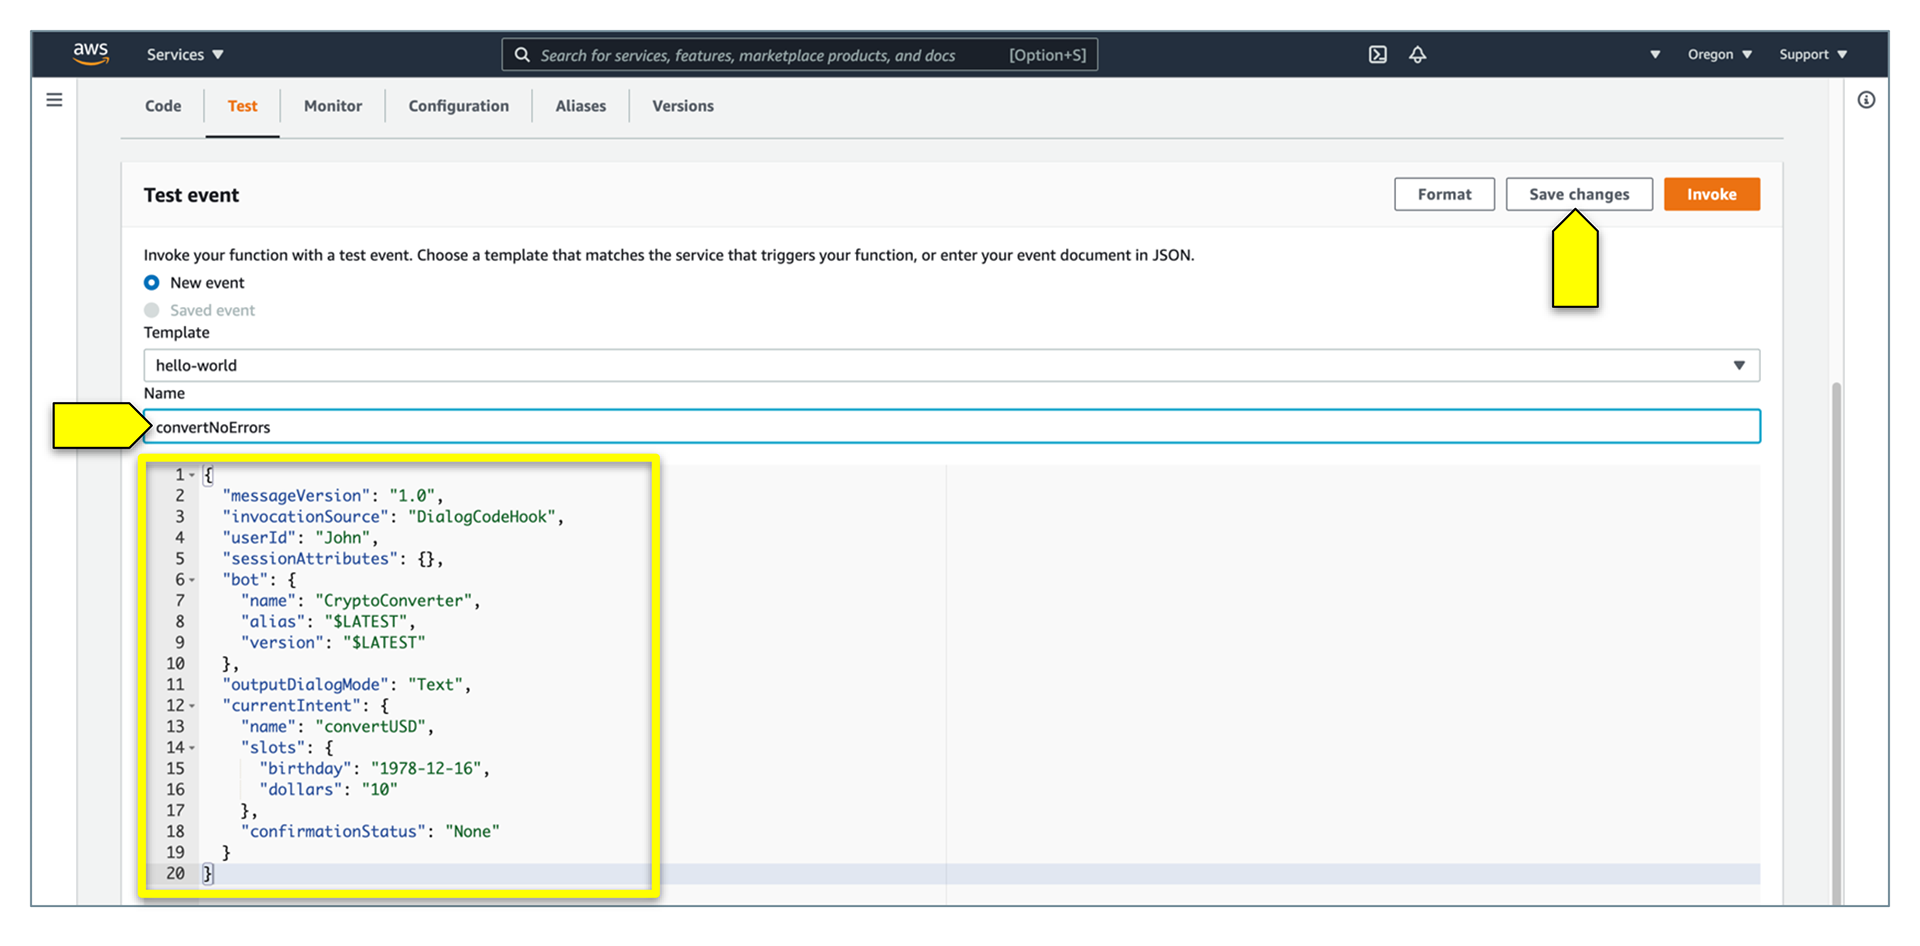 aws Services ▼ Search for services, features, marketplace products, and docs [Option+S] ▼ Oregon ▼ Support ▼
Code Test Monitor Configuration Aliases Versions
Test event Format Save changes Invoke
Invoke your function with a test event. Choose a template that matches the service that triggers your function, or enter your event document in JSON.
New event
Saved event
Template
hello-world
Name
convertNoErrors
1 {
2 "messageVersion": "1.0",
3 "invocationSource": "DialogCodeHook",
4 "userId": "John",
5 "sessionAttributes": {},
6 "bot": {
7 "name": "CryptoConverter",
8 "alias": "$LATEST",
9 "version": "$LATEST"
10 },
11 "outputDialogMode": "Text",
12 "currentIntent": {
13 "name": "convertUSD",
14 "slots": {
15 "birthday": "1978-12-16",
16 "dollars": "10"
17 },
18 "confirmationStatus": "None"
19 }
20 }